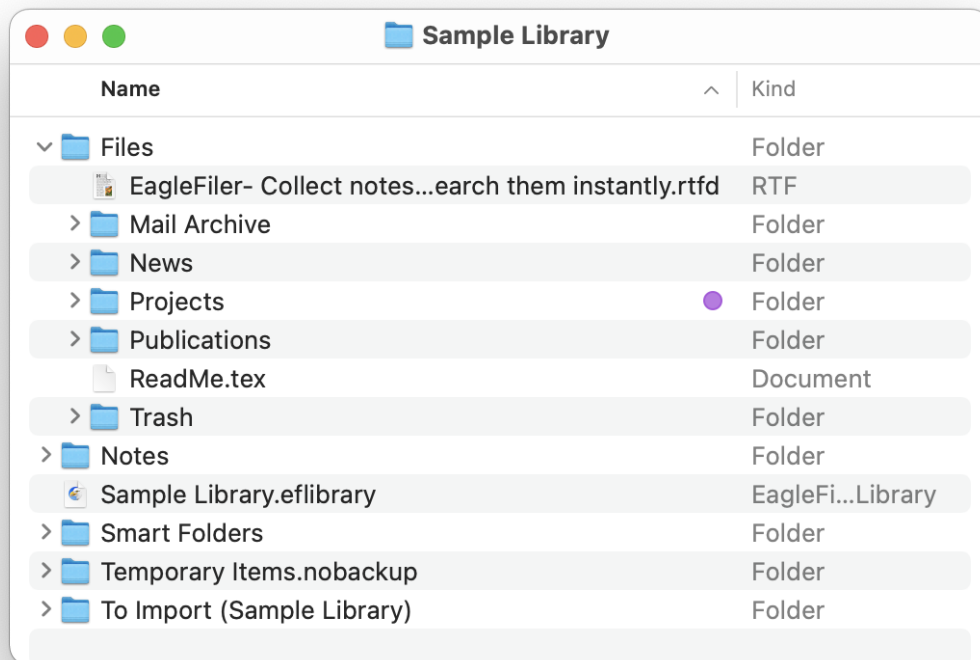 Sample Library
Name Kind
Files Folder
EagleFiler- Collect notes...earch them instantly.rtfd RTF
Mail Archive Folder
News Folder
Projects Folder
Publications Folder
ReadMe.tex Document
Trash Folder
Notes Folder
Sample Library.eflibrary EagleFi...Library
Smart Folders Folder
Temporary Items.nobackup Folder
To Import (Sample Library) Folder